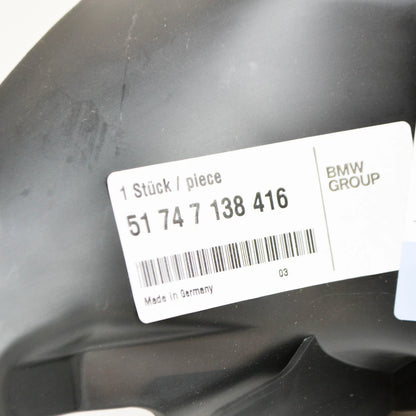 1 Stück / piece
51 74 7 138 416
03
Made in Germany
BMW
GROUP